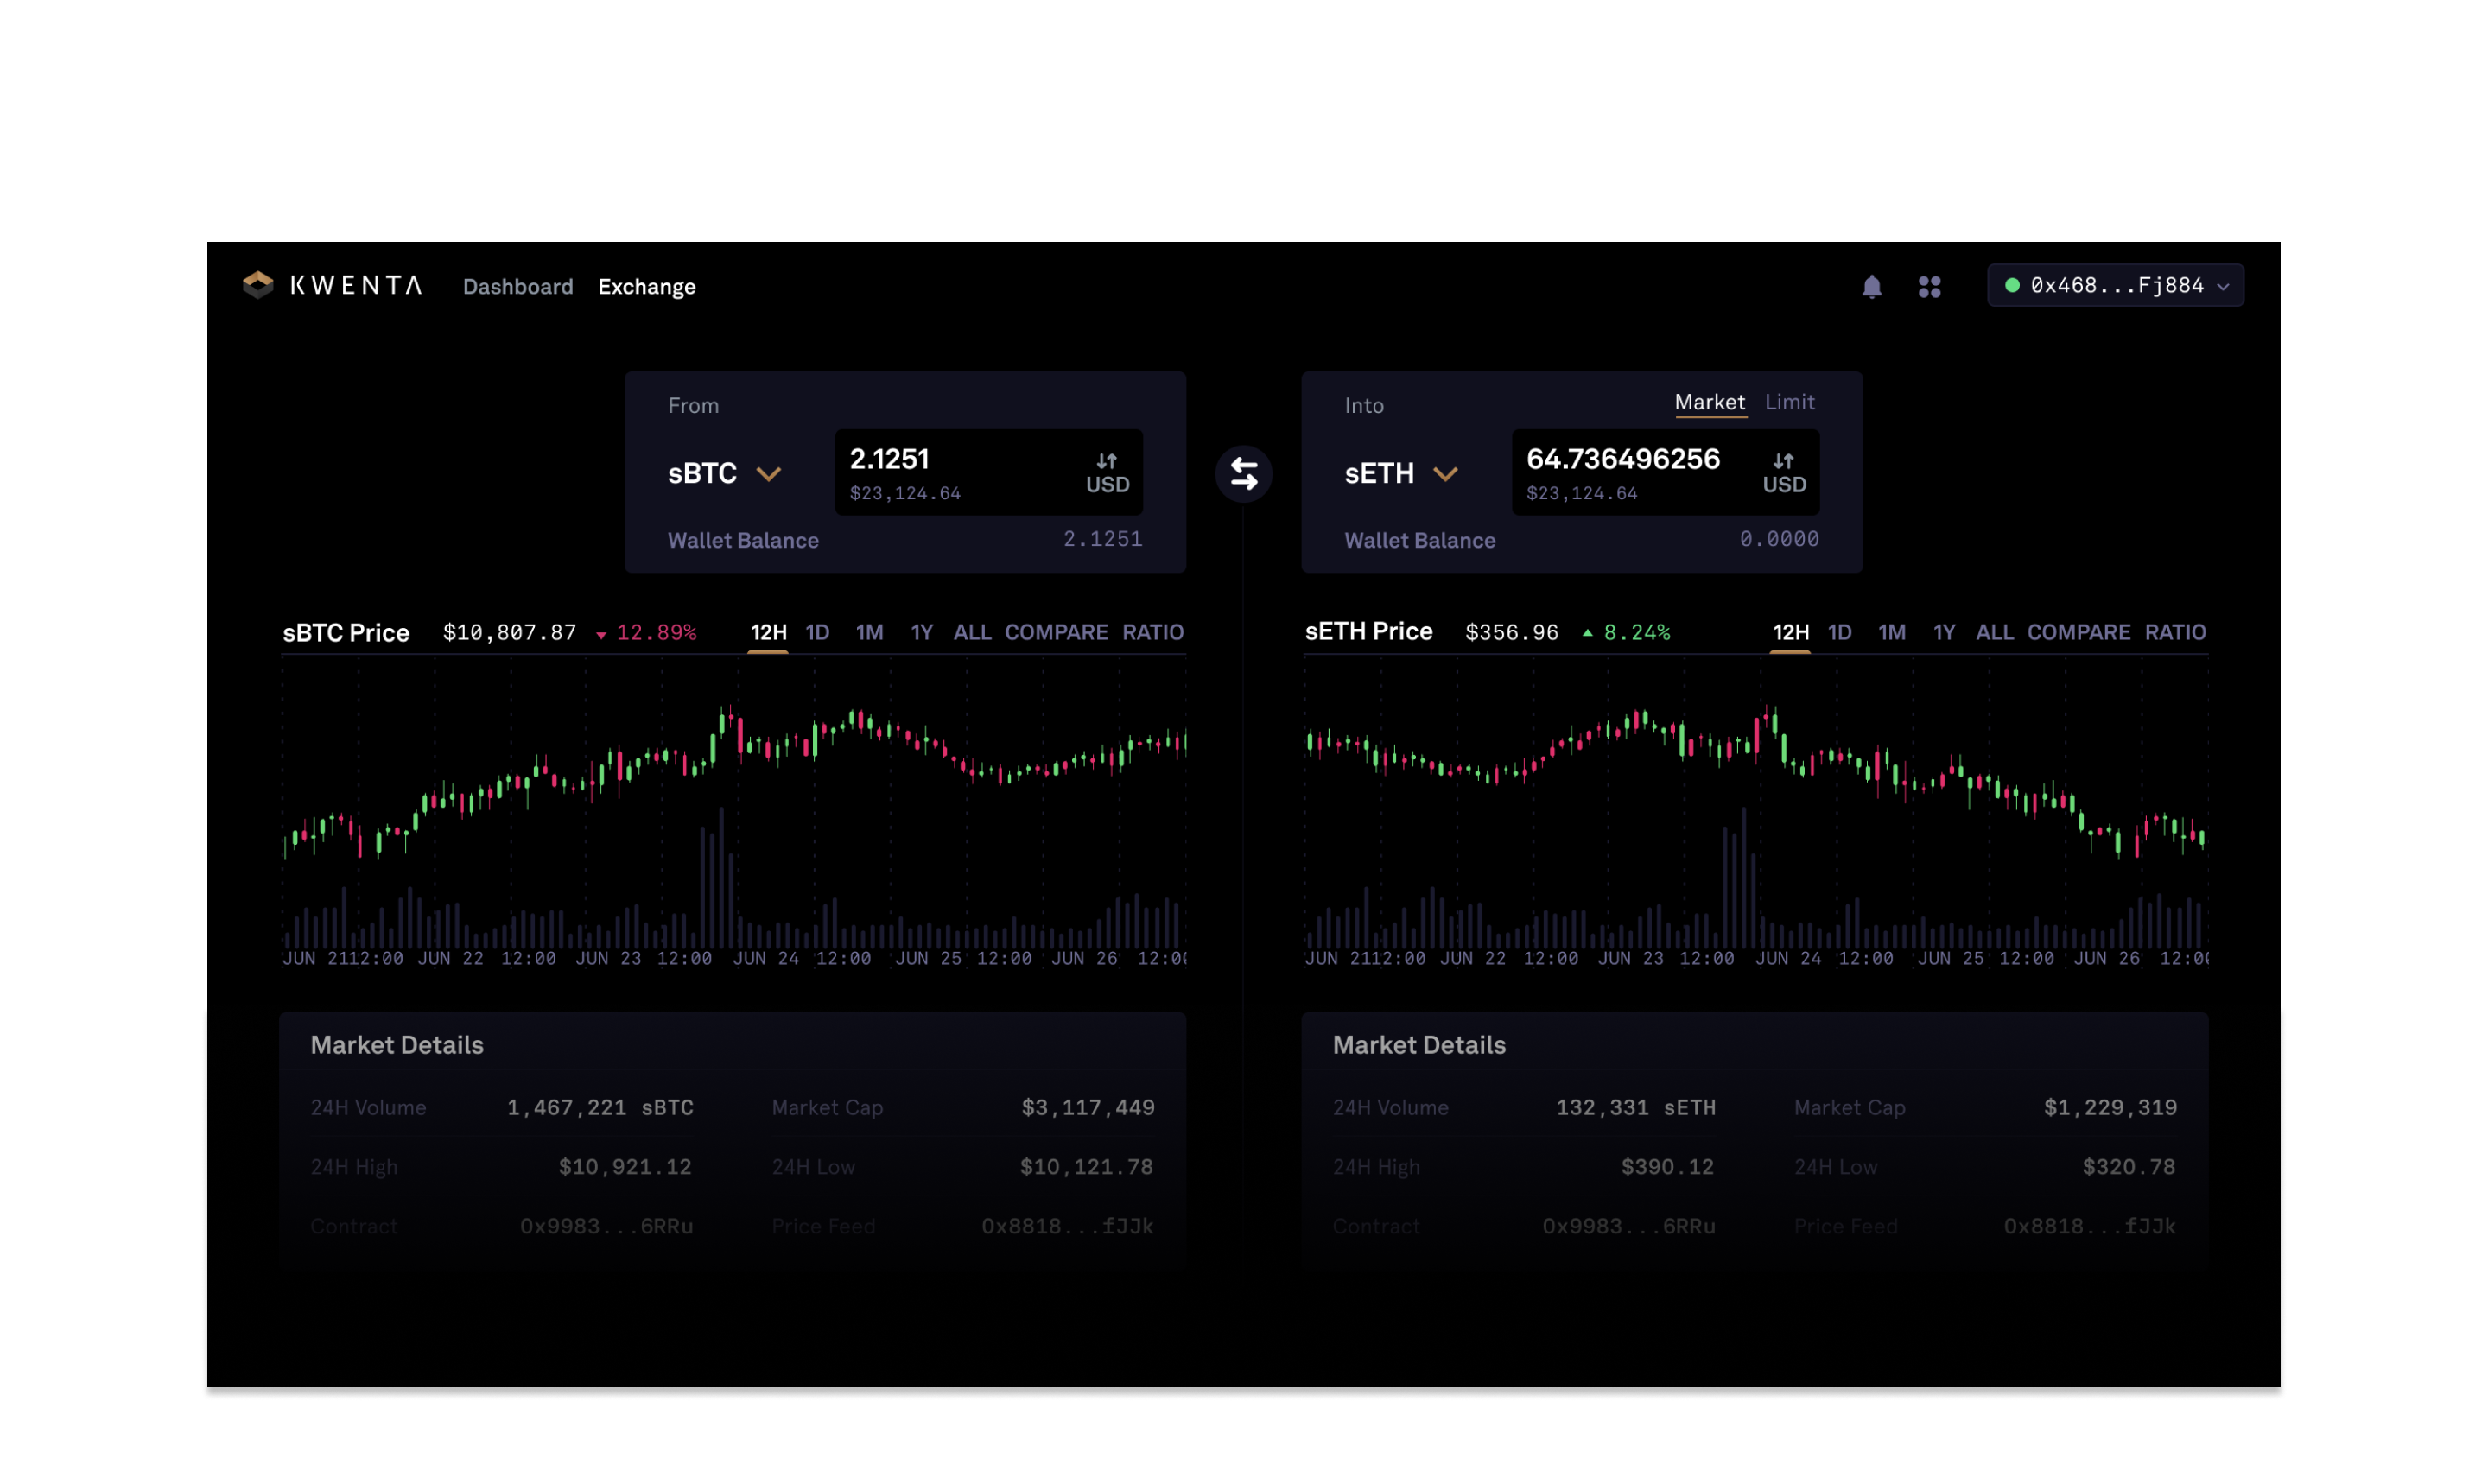 KWENTA Dashboard Exchange 0x468...Fj884
From
sBTC 2.1251 USD
$23,124.64
Wallet Balance 2.1251
Into Market Limit
sETH 64.736496256 USD
$23,124.64
Wallet Balance 0.0000
sBTC Price $10,807.87 12.89% 12H 1D 1M 1Y ALL COMPARE RATIO
JUN 21 12:00 JUN 22 12:00 JUN 23 12:00 JUN 24 12:00 JUN 25 12:00 JUN 26 12:00
sETH Price $356.96 8.24% 12H 1D 1M 1Y ALL COMPARE RATIO
JUN 21 12:00 JUN 22 12:00 JUN 23 12:00 JUN 24 12:00 JUN 25 12:00 JUN 26 12:00
Market Details
24H Volume 1,467,221 sBTC Market Cap $3,117,449
24H High $10,921.12 24H Low $10,121.78
Contract 0x9983...6RRu Price Feed 0x8818...fJJk
Market Details
24H Volume 132,331 sETH Market Cap $1,229,319
24H High $390.12 24H Low $320.78
Contract 0x9983...6RRu Price Feed 0x8818...fJJk